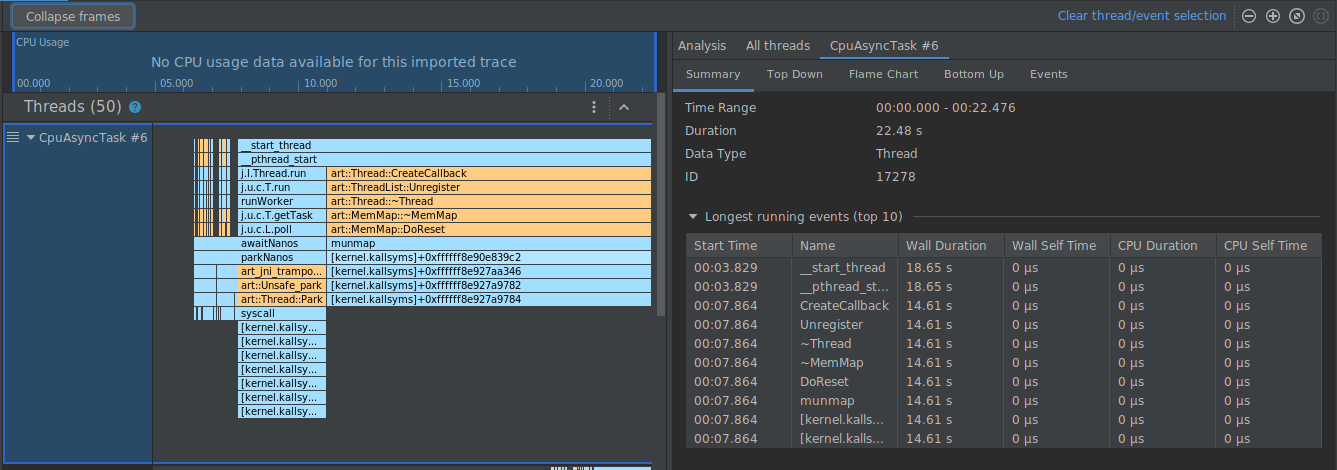 Collapse frames
Clear thread/event selection
CPU Usage
No CPU usage data available for this imported trace
00.000 05.000 10.000 15.000 20.000
Threads (50) ?
CpuAsyncTask #6
__start_thread
__pthread_start
j.l.Thread.run art::Thread::CreateCallback
j.u.c.T.run art::ThreadList::Unregister
runWorker art::Thread::~Thread
j.u.c.T.getTask art::MemMap::~MemMap
j.u.c.L.poll art::MemMap::DoReset
awaitNanos munmap
parkNanos [kernel.kallsyms]+0xffffff8e90e839c2
art_jni_trampo... [kernel.kallsyms]+0xffffff8e927aa346
art::Unsafe_park [kernel.kallsyms]+0xffffff8e927a9782
art::Thread::Park [kernel.kallsyms]+0xffffff8e927a9784
syscall
[kernel.kallsy...
[kernel.kallsy...
[kernel.kallsy...
[kernel.kallsy...
[kernel.kallsy...
[kernel.kallsy...
[kernel.kallsy...
Analysis All threads CpuAsyncTask #6
Summary Top Down Flame Chart Bottom Up Events
Time Range 00:00.000 - 00:22.476
Duration 22.48 s
Data Type Thread
ID 17278
Longest running events (top 10)
Start Time Name Wall Duration Wall Self Time CPU Duration CPU Self Time
00:03.829 __start_thread 18.65 s 0 μs 0 μs 0 μs
00:03.829 __pthread_st... 18.65 s 0 μs 0 μs 0 μs
00:07.864 CreateCallback 14.61 s 0 μs 0 μs 0 μs
00:07.864 Unregister 14.61 s 0 μs 0 μs 0 μs
00:07.864 ~Thread 14.61 s 0 μs 0 μs 0 μs
00:07.864 ~MemMap 14.61 s 0 μs 0 μs 0 μs
00:07.864 DoReset 14.61 s 0 μs 0 μs 0 μs
00:07.864 munmap 14.61 s 0 μs 0 μs 0 μs
00:07.864 [kernel.kalls... 14.61 s 0 μs 0 μs 0 μs
00:07.864 [kernel.kalls... 14.61 s 0 μs 0 μs 0 μs